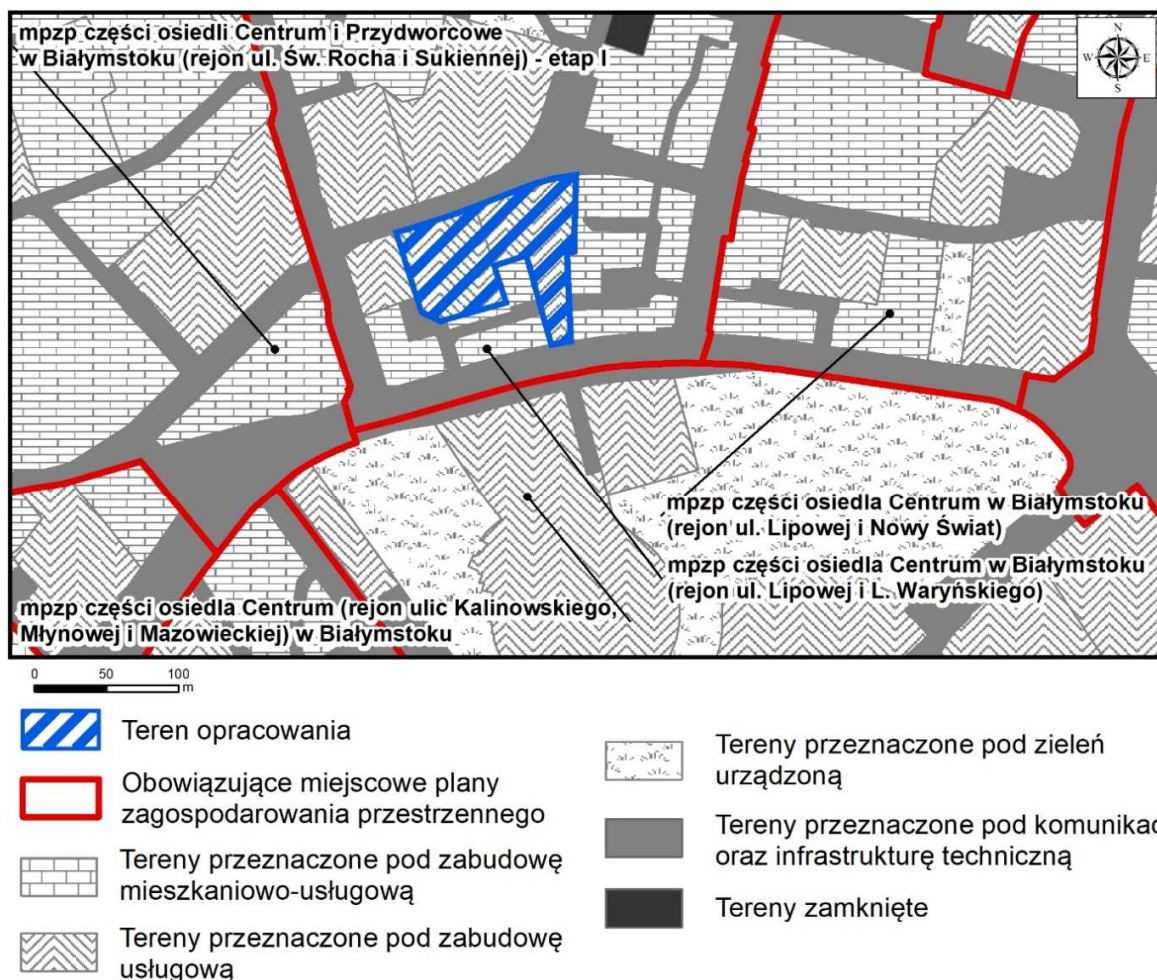 mpzp części osiedli Centrum i Przydworcowe
w Białymstoku (rejon ul. Św. Rocha i Sukiennej) - etap I
N
W E
S
mpzp części osiedla Centrum w Białymstoku
(rejon ul. Lipowej i Nowy Świat)
mpzp części osiedla Centrum w Białymstoku
(rejon ul. Lipowej i L. Waryńskiego)
mpzp części osiedla Centrum (rejon ulic Kalinowskiego,
Młynowej i Mazowieckiej) w Białymstoku
0 50 100
m
Teren opracowania
Obowiązujące miejscowe plany
zagospodarowania przestrzennego
Tereny przeznaczone pod zabudowę
mieszkaniowo-usługową
Tereny przeznaczone pod zabudowę
usługową
Tereny przeznaczone pod zieleń
urządzoną
Tereny przeznaczone pod komunikac
oraz infrastrukturę techniczną
Tereny zamknięte